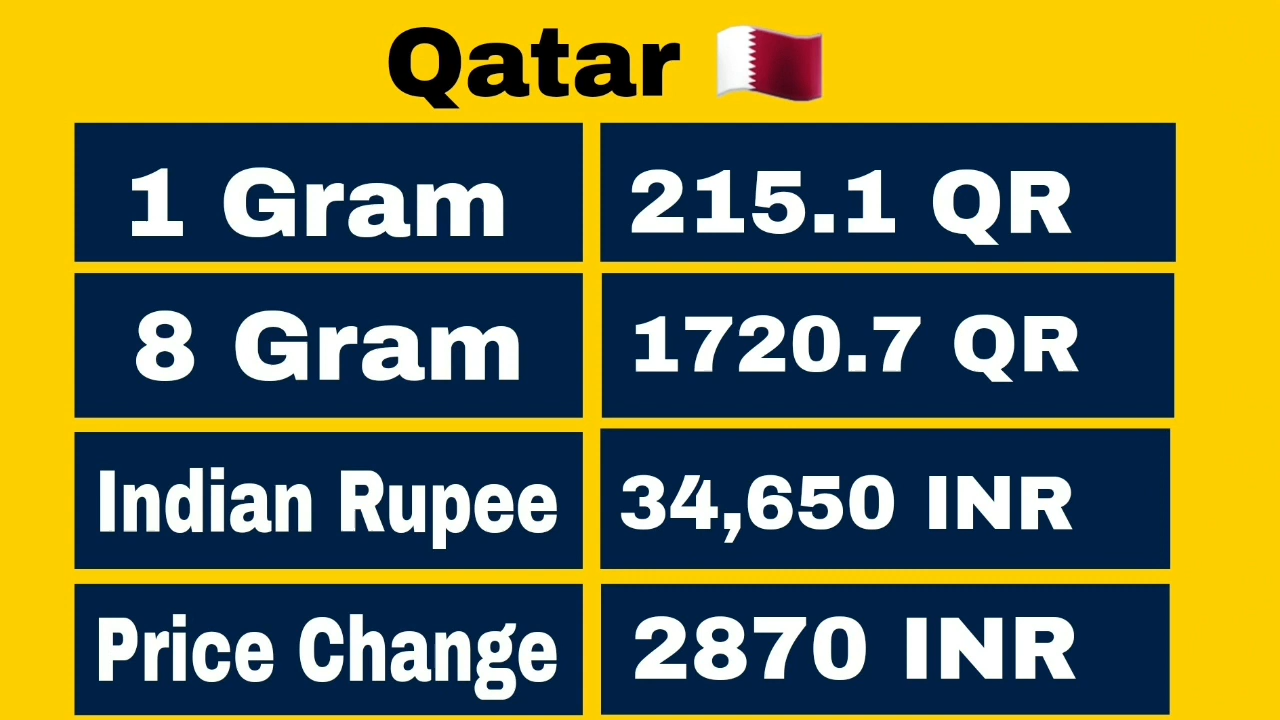 Qatar 🇶🇦
1 Gram 215.1 QR
8 Gram 1720.7 QR
Indian Rupee 34,650 INR
Price Change 2870 INR